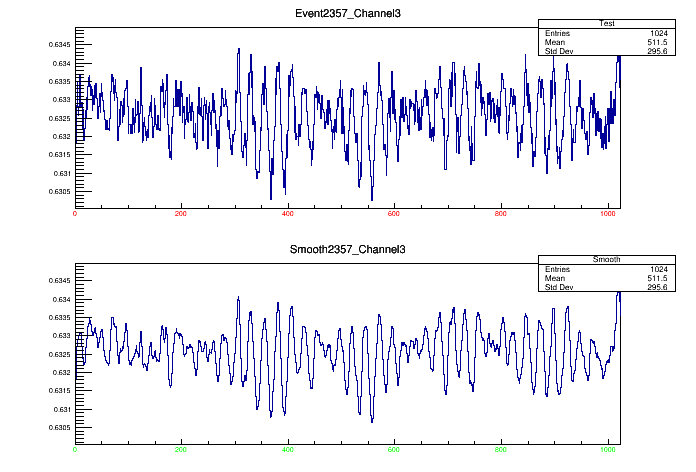 Event2357_Channel3
Test
Entries 1024
Mean 511.5
Std Dev 295.6
0.6345
0.634
0.6335
0.633
0.6325
0.632
0.6315
0.631
0.6305
0 200 400 600 800 1000
Smooth2357_Channel3
Smooth
Entries 1024
Mean 511.5
Std Dev 295.6
0.6345
0.634
0.6335
0.633
0.6325
0.632
0.6315
0.631
0.6305
0 200 400 600 800 1000